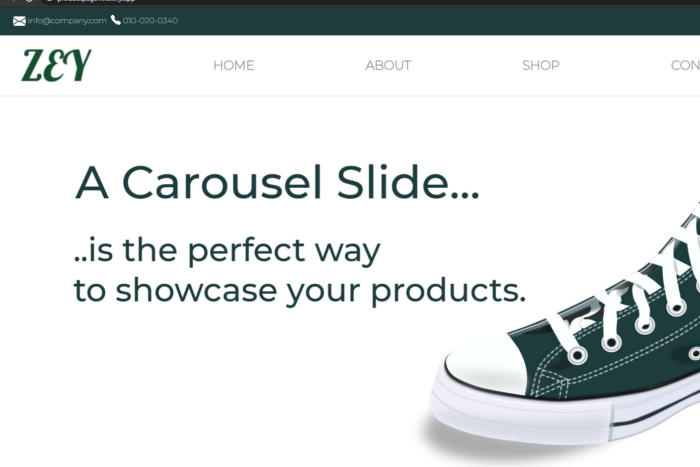 info@company.com 010-020-0340
ZEY
HOME ABOUT SHOP CON
A Carousel Slide...
..is the perfect way
to showcase your products.